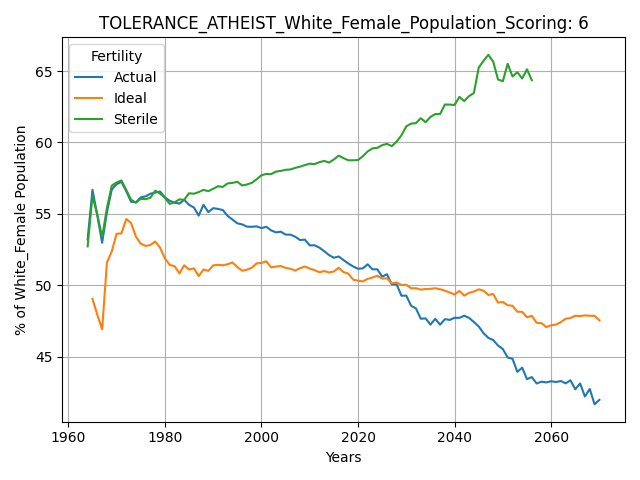 TOLERANCE_ATHEIST_White_Female_Population_Scoring: 6
Fertility
Actual
Ideal
Sterile
% of White_Female Population
65
60
55
50
45
1960
1980
2000
2020
2040
2060
Years